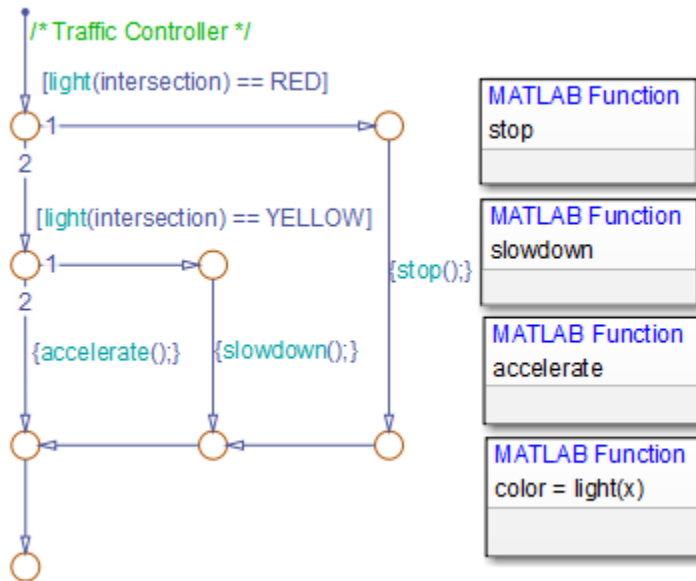 /* Traffic Controller */
[light(intersection) == RED]
1
2
[light(intersection) == YELLOW]
1
2
{stop();}
{accelerate();}
{slowdown();}
MATLAB Function
stop
MATLAB Function
slowdown
MATLAB Function
accelerate
MATLAB Function
color = light(x)